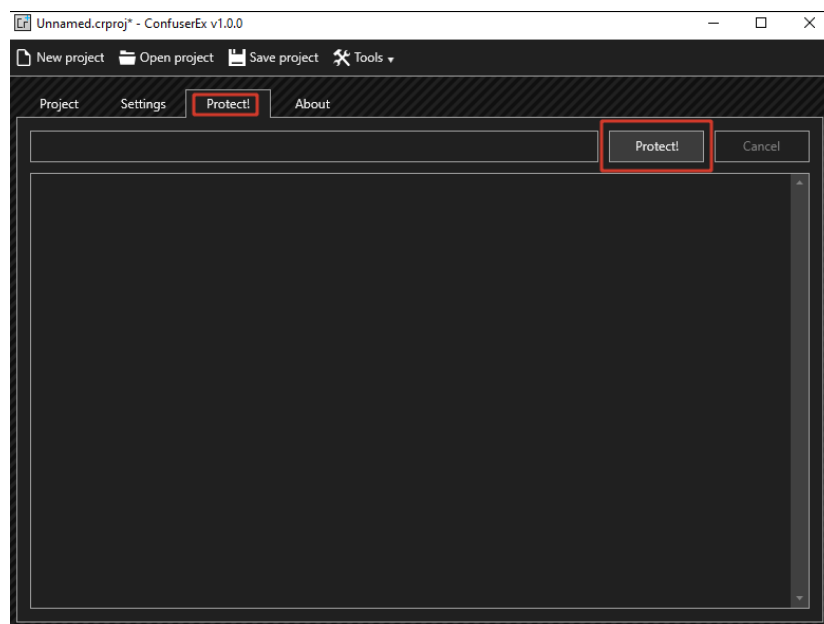 Cr Unnamed.crproj* - ConfuserEx v1.0.0
New project Open project Save project Tools
Project Settings Protect! About
Protect! Cancel